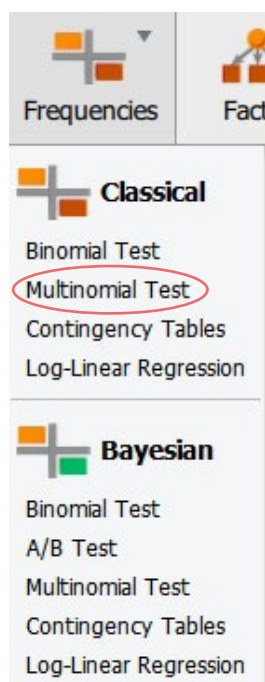 Frequencies
Fact
Classical
Binomial Test
Multinomial Test
Contingency Tables
Log-Linear Regression
Bayesian
Binomial Test
A/B Test
Multinomial Test
Contingency Tables
Log-Linear Regression